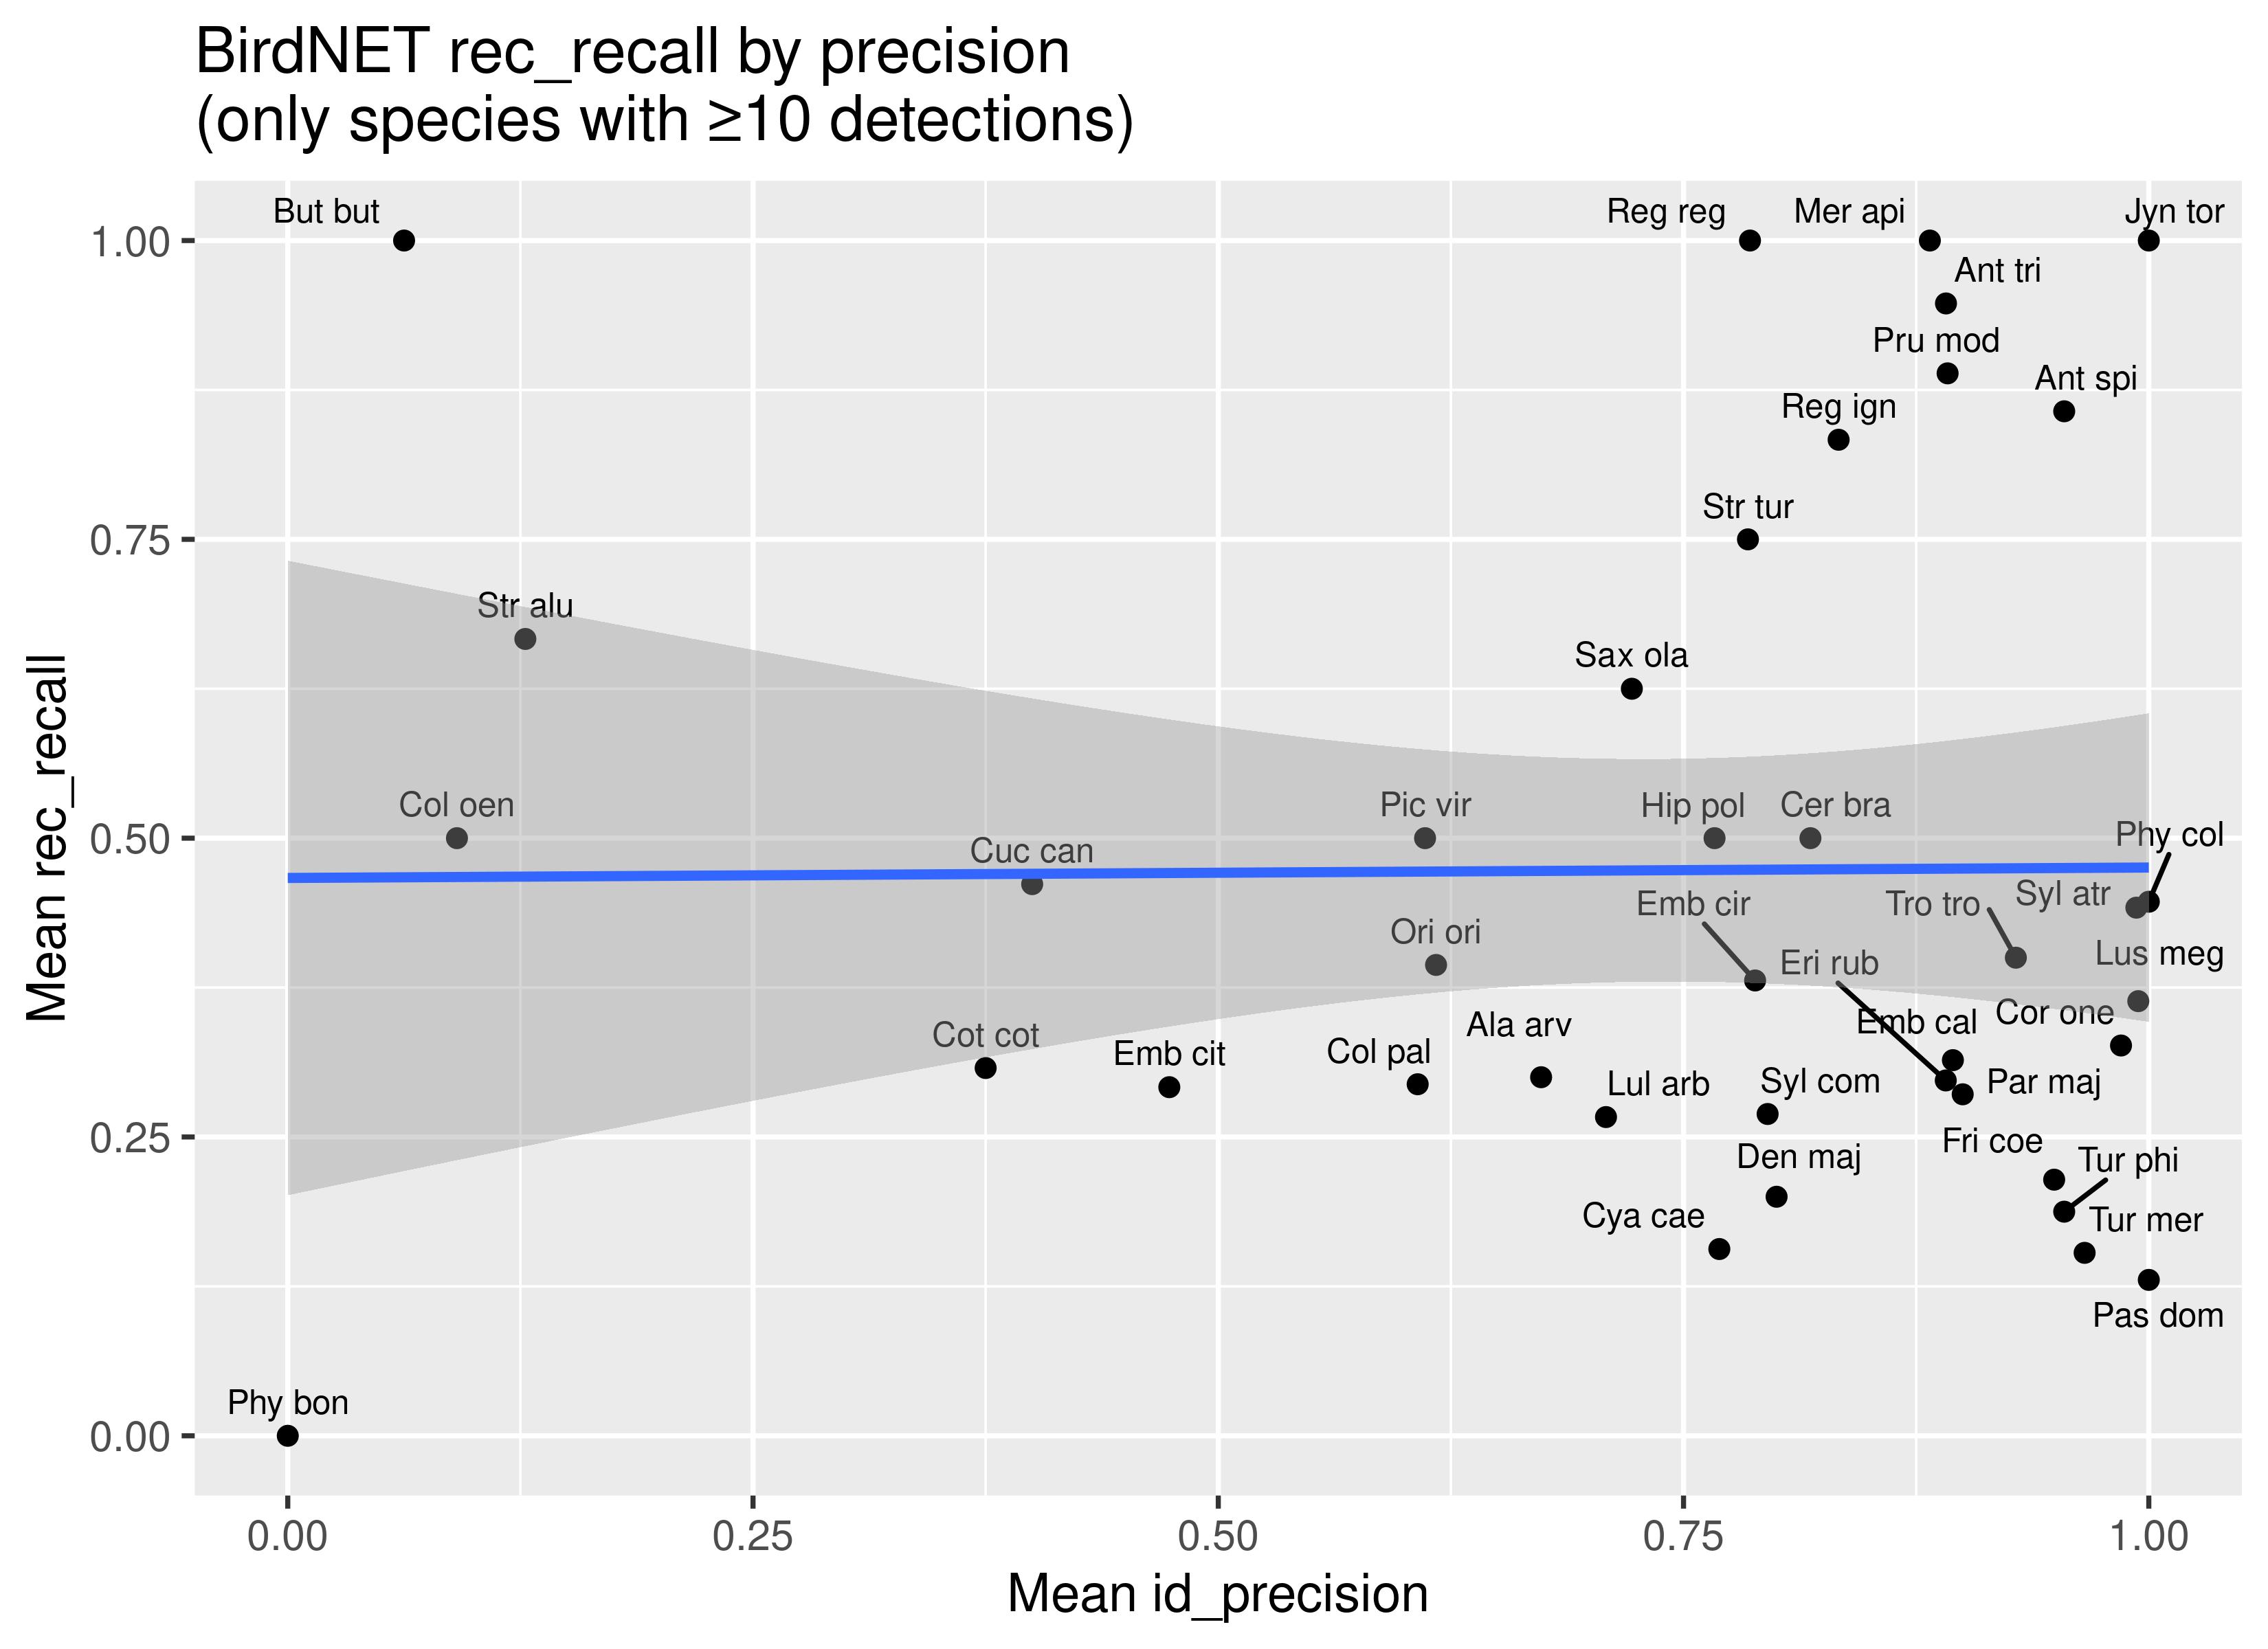 BirdNET rec_recall by precision
(only species with ≥10 detections)
But but
Reg reg
Mer api
Jyn tor
1.00
Ant tri
Pru mod
Ant spi
Reg ign
Str tur
0.75
Str alu
Sax ola
Col oen
Pic vir
Hip pol
Cer bra
Phy col
0.50
Cuc can
Syl atr
Emb cir
Tro tro
Ori ori
Lus meg
Eri rub
Cor one
Emb cal
Ala arv
Cot cot
Emb cit
Col pal
Par maj
Syl com
Lul arb
0.25
Fri coe
Den maj
Tur phi
Cya cae
Tur mer
Pas dom
Phy bon
0.00
Mean rec_recall
0.00
0.25
0.50
0.75
1.00
Mean id_precision